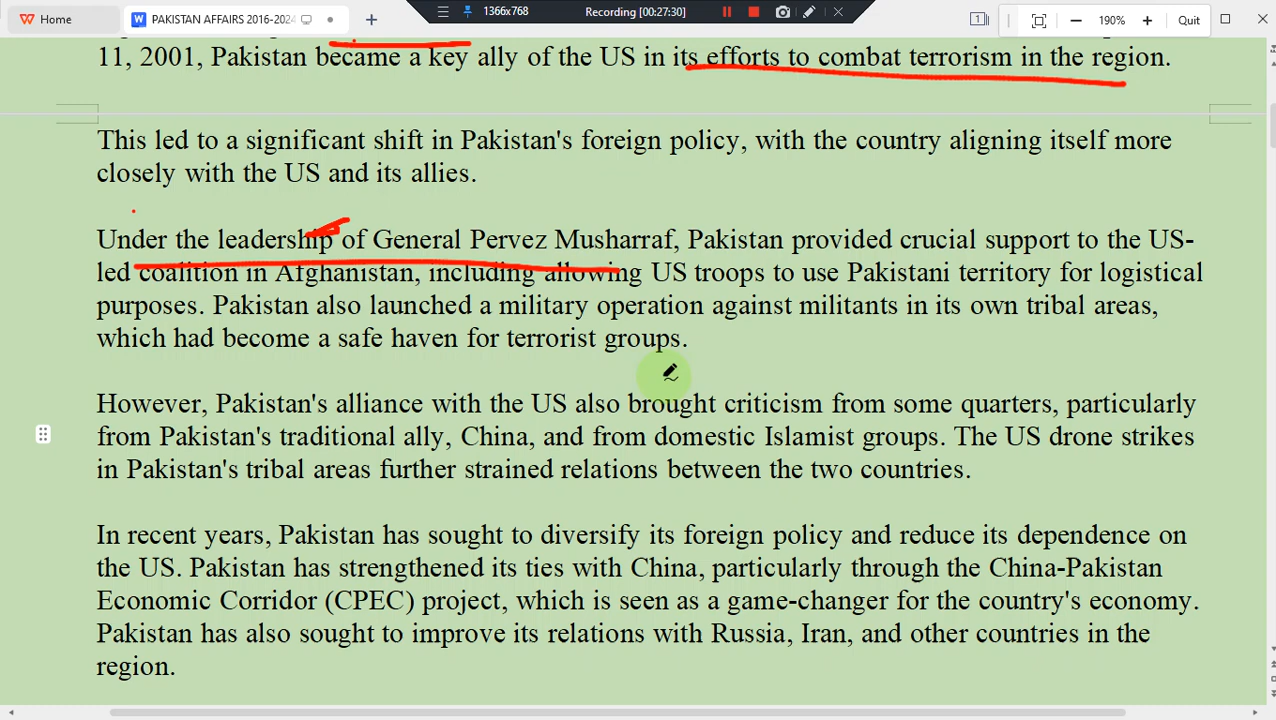 Home
PAKISTAN AFFAIRS 2016-2024
1366x768
Recording [00:27:30]
1
190%
Quit
11, 2001, Pakistan became a key ally of the US in its efforts to combat terrorism in the region.
This led to a significant shift in Pakistan's foreign policy, with the country aligning itself more
closely with the US and its allies.
Under the leadership of General Pervez Musharraf, Pakistan provided crucial support to the US-
led coalition in Afghanistan, including allowing US troops to use Pakistani territory for logistical
purposes. Pakistan also launched a military operation against militants in its own tribal areas,
which had become a safe haven for terrorist groups.
However, Pakistan's alliance with the US also brought criticism from some quarters, particularly
from Pakistan's traditional ally, China, and from domestic Islamist groups. The US drone strikes
in Pakistan's tribal areas further strained relations between the two countries.
In recent years, Pakistan has sought to diversify its foreign policy and reduce its dependence on
the US. Pakistan has strengthened its ties with China, particularly through the China-Pakistan
Economic Corridor (CPEC) project, which is seen as a game-changer for the country's economy.
Pakistan has also sought to improve its relations with Russia, Iran, and other countries in the
region.